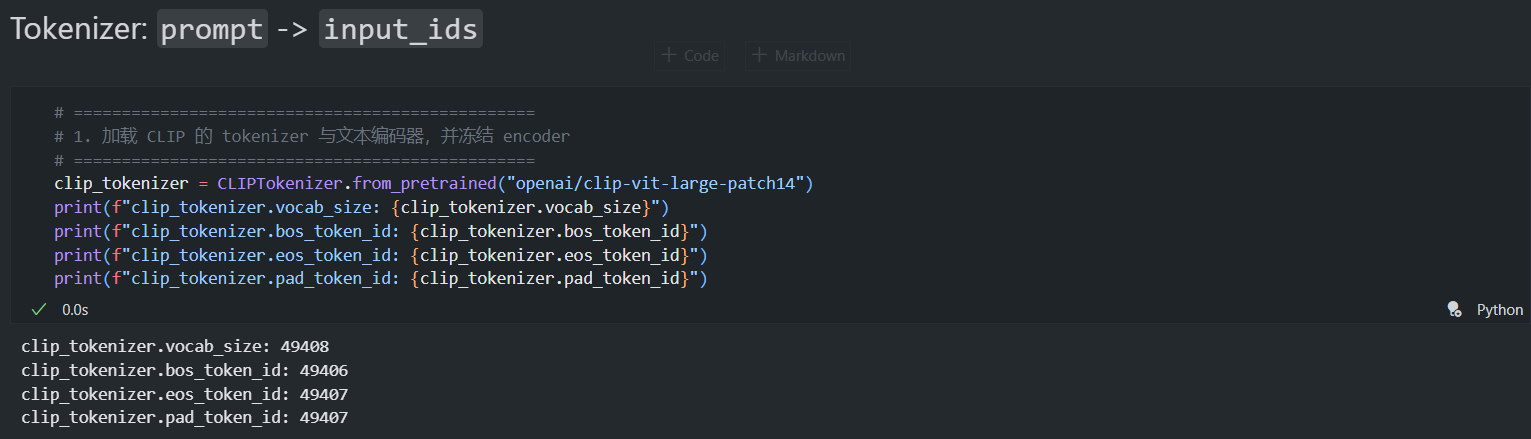 Tokenizer: prompt -> input_ids
+ Code + Markdown
# ================================================
# 1. 加载 CLIP 的 tokenizer 与文本编码器，并冻结 encoder
# ================================================
clip_tokenizer = CLIPTokenizer.from_pretrained("openai/clip-vit-large-patch14")
print(f"clip_tokenizer.vocab_size: {clip_tokenizer.vocab_size}")
print(f"clip_tokenizer.bos_token_id: {clip_tokenizer.bos_token_id}")
print(f"clip_tokenizer.eos_token_id: {clip_tokenizer.eos_token_id}")
print(f"clip_tokenizer.pad_token_id: {clip_tokenizer.pad_token_id}")
✓ 0.0s Python
clip_tokenizer.vocab_size: 49408
clip_tokenizer.bos_token_id: 49406
clip_tokenizer.eos_token_id: 49407
clip_tokenizer.pad_token_id: 49407